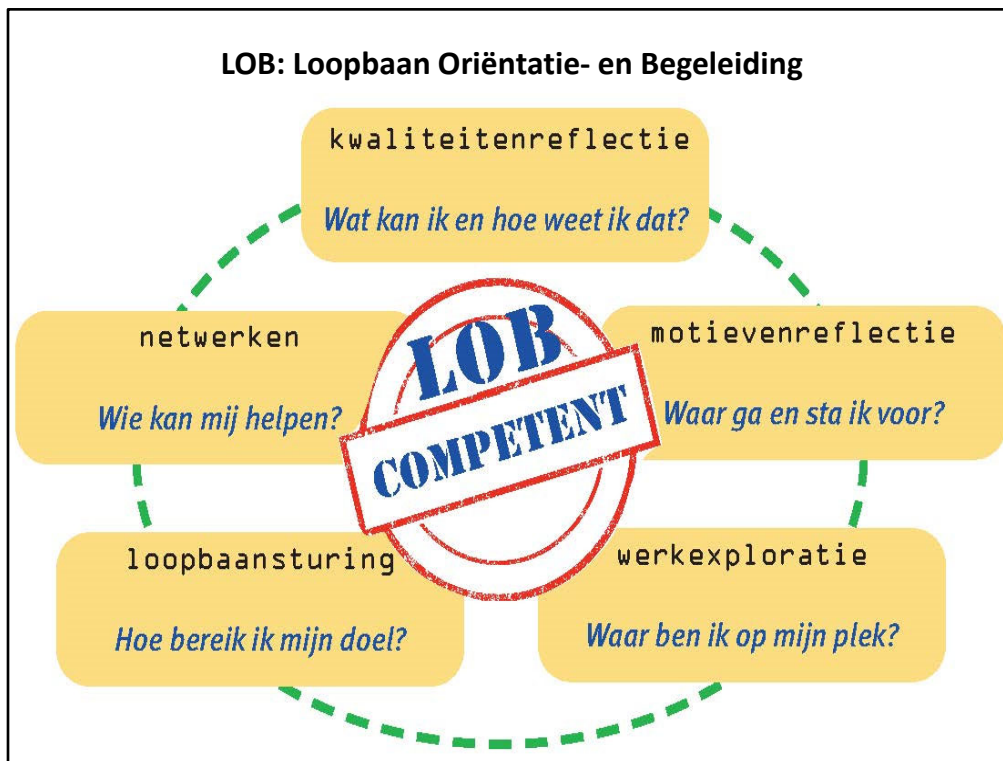 LOB: Loopbaan Oriëntatie- en Begeleiding
kwaliteitenreflectie
Wat kan ik en hoe weet ik dat?
netwerken
Wie kan mij helpen?
LOB
COMPETENT
motievenreflectie
Waar ga en sta ik voor?
loopbaansturing
Hoe bereik ik mijn doel?
werkexploratie
Waar ben ik op mijn plek?